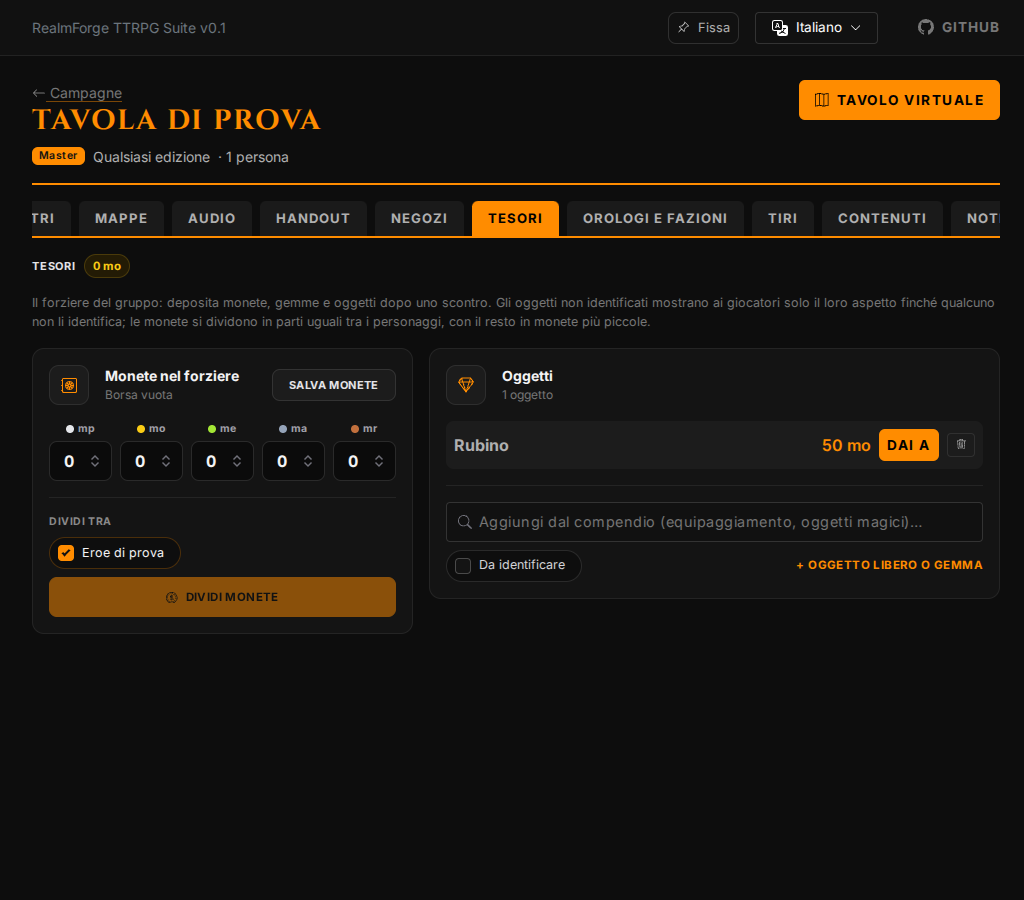 RealmForge TTRPG Suite v0.1
Fissa
Italiano
GITHUB
← Campagne
TAVOLA DI PROVA
TAVOLO VIRTUALE
Master Qualsiasi edizione · 1 persona
TRI MAPPE AUDIO HANDOUT NEGOZI TESORI OROLOGI E FAZIONI TIRI CONTENUTI NOT
TESORI 0 mo
Il forziere del gruppo: deposita monete, gemme e oggetti dopo uno scontro. Gli oggetti non identificati mostrano ai giocatori solo il loro aspetto finché qualcuno
non li identifica; le monete si dividono in parti uguali tra i personaggi, con il resto in monete più piccole.
Monete nel forziere
Borsa vuota
SALVA MONETE
mp mo me ma mr
0 0 0 0 0
DIVIDI TRA
Eroe di prova
DIVIDI MONETE
Oggetti
1 oggetto
Rubino 50 mo DAI A
Aggiungi dal compendio (equipaggiamento, oggetti magici)...
Da identificare
+ OGGETTO LIBERO O GEMMA